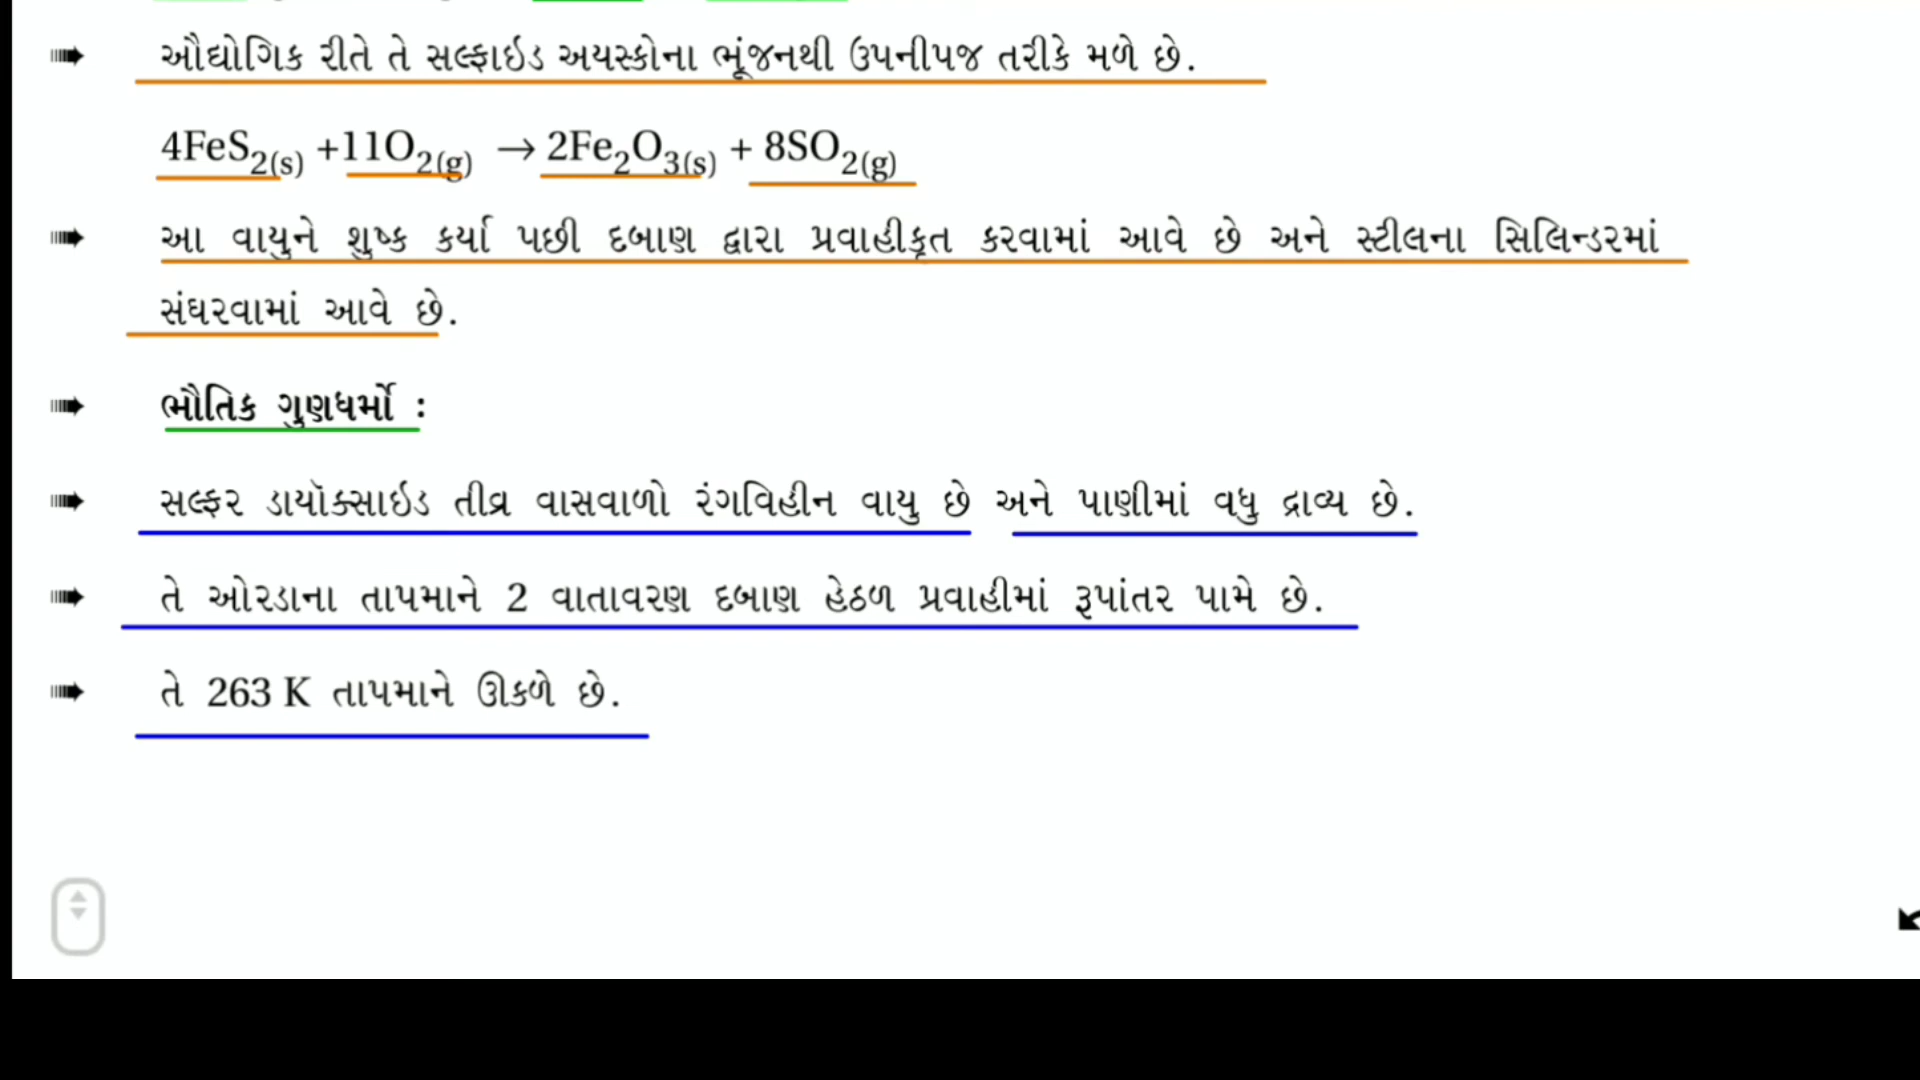 ➠ ઔદ્યોગિક રીતે તે સલ્ફાઇડ અયસ્કોના ભૂંજનથી ઉપનીપજ તરીકે મળે છે.
4FeS₂(s) +11O₂(g) → 2Fe₂O₃(s) + 8SO₂(g)
➠ આ વાયુને શુષ્ક કર્યા પછી દબાણ દ્વારા પ્રવાહીકૃત કરવામાં આવે છે અને સ્ટીલના સિલિન્ડરમાં
સંઘરવામાં આવે છે.
➠ ભૌતિક ગુણધર્મો :
➠ સલ્ફર ડાયૉક્સાઇડ તીવ્ર વાસવાળો રંગવિહીન વાયુ છે અને પાણીમાં વધુ દ્રાવ્ય છે.
➠ તે ઓરડાના તાપમાને 2 વાતાવરણ દબાણ હેઠળ પ્રવાહીમાં રૂપાંતર પામે છે.
➠ તે 263 K તાપમાને ઊકળે છે.